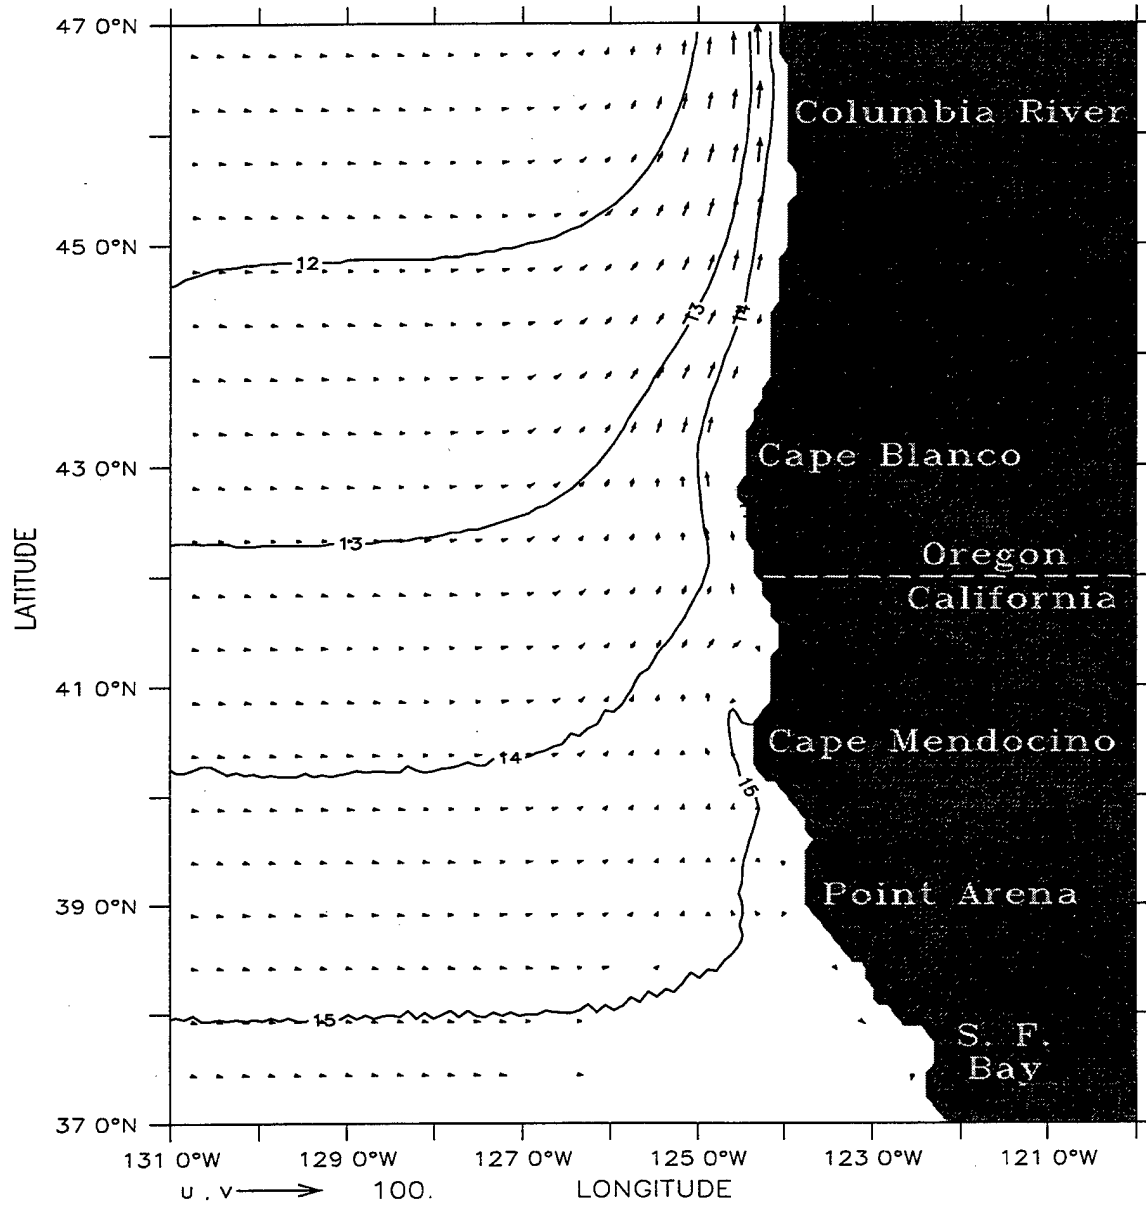 47 0°N
Columbia River
45 0°N
12
13
14
Cape Blanco
43 0°N
13
Oregon
California
LATITUDE
41 0°N
Cape Mendocino
14
15
Point Arena
39 0°N
15
S. F.
Bay
37 0°N
131 0°W 129 0°W 127 0°W 125 0°W 123 0°W 121 0°W
u , v 100. LONGITUDE